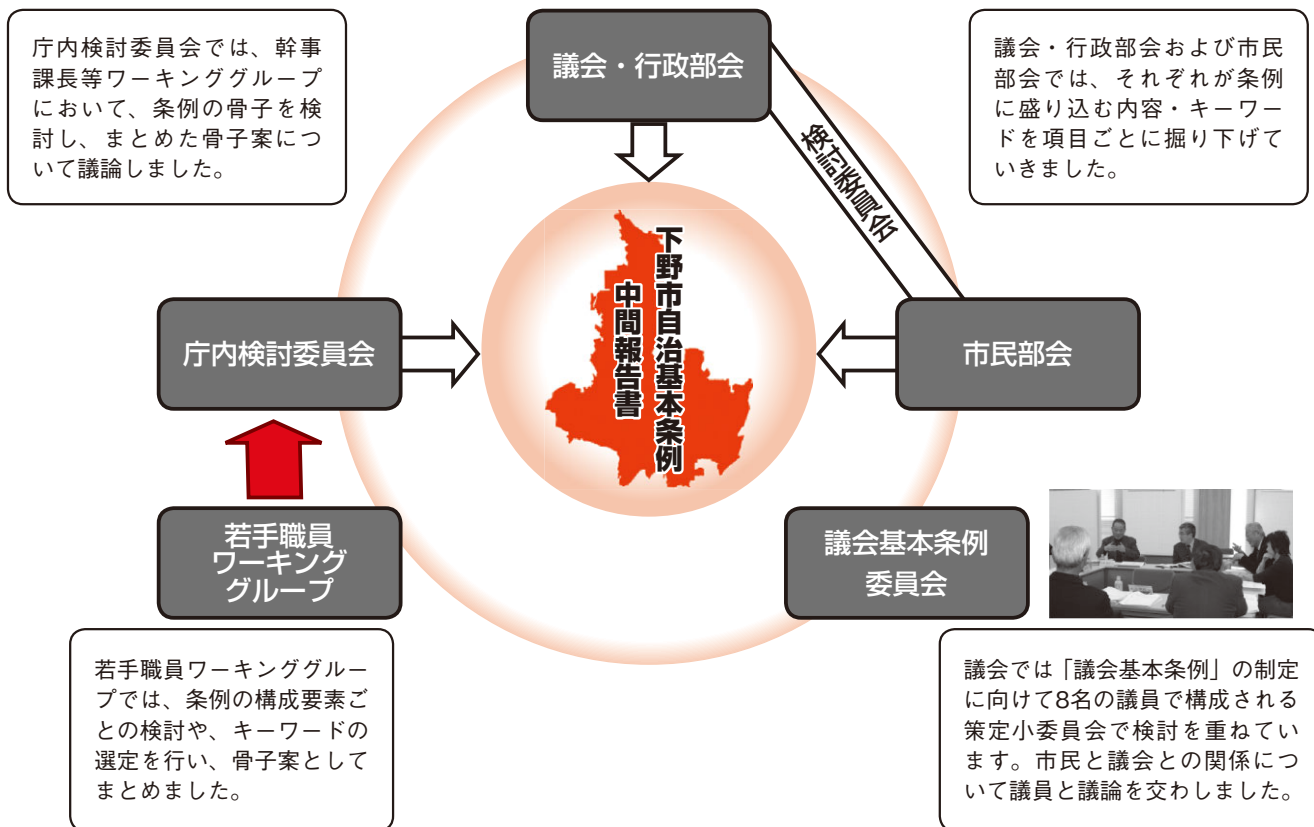 庁内検討委員会では、幹事
課長等ワーキンググループ
において、条例の骨子を検
討し、まとめた骨子案につ
いて議論しました。
議会・行政部会
議会・行政部会および市民
部会では、それぞれが条例
に盛り込む内容・キーワー
ドを項目ごとに掘り下げて
いきました。
検討委員会
下野市自治基本条例
中間報告書
庁内検討委員会
市民部会
若手職員
ワーキング
グループ
議会基本条例
委員会
若手職員ワーキンググルー
プでは、条例の構成要素ご
との検討や、キーワードの
選定を行い、骨子案として
まとめました。
議会では「議会基本条例」の制定
に向けて8名の議員で構成される
策定小委員会で検討を重ねてい
ます。市民と議会との関係につ
いて議員と議論を交わしました。